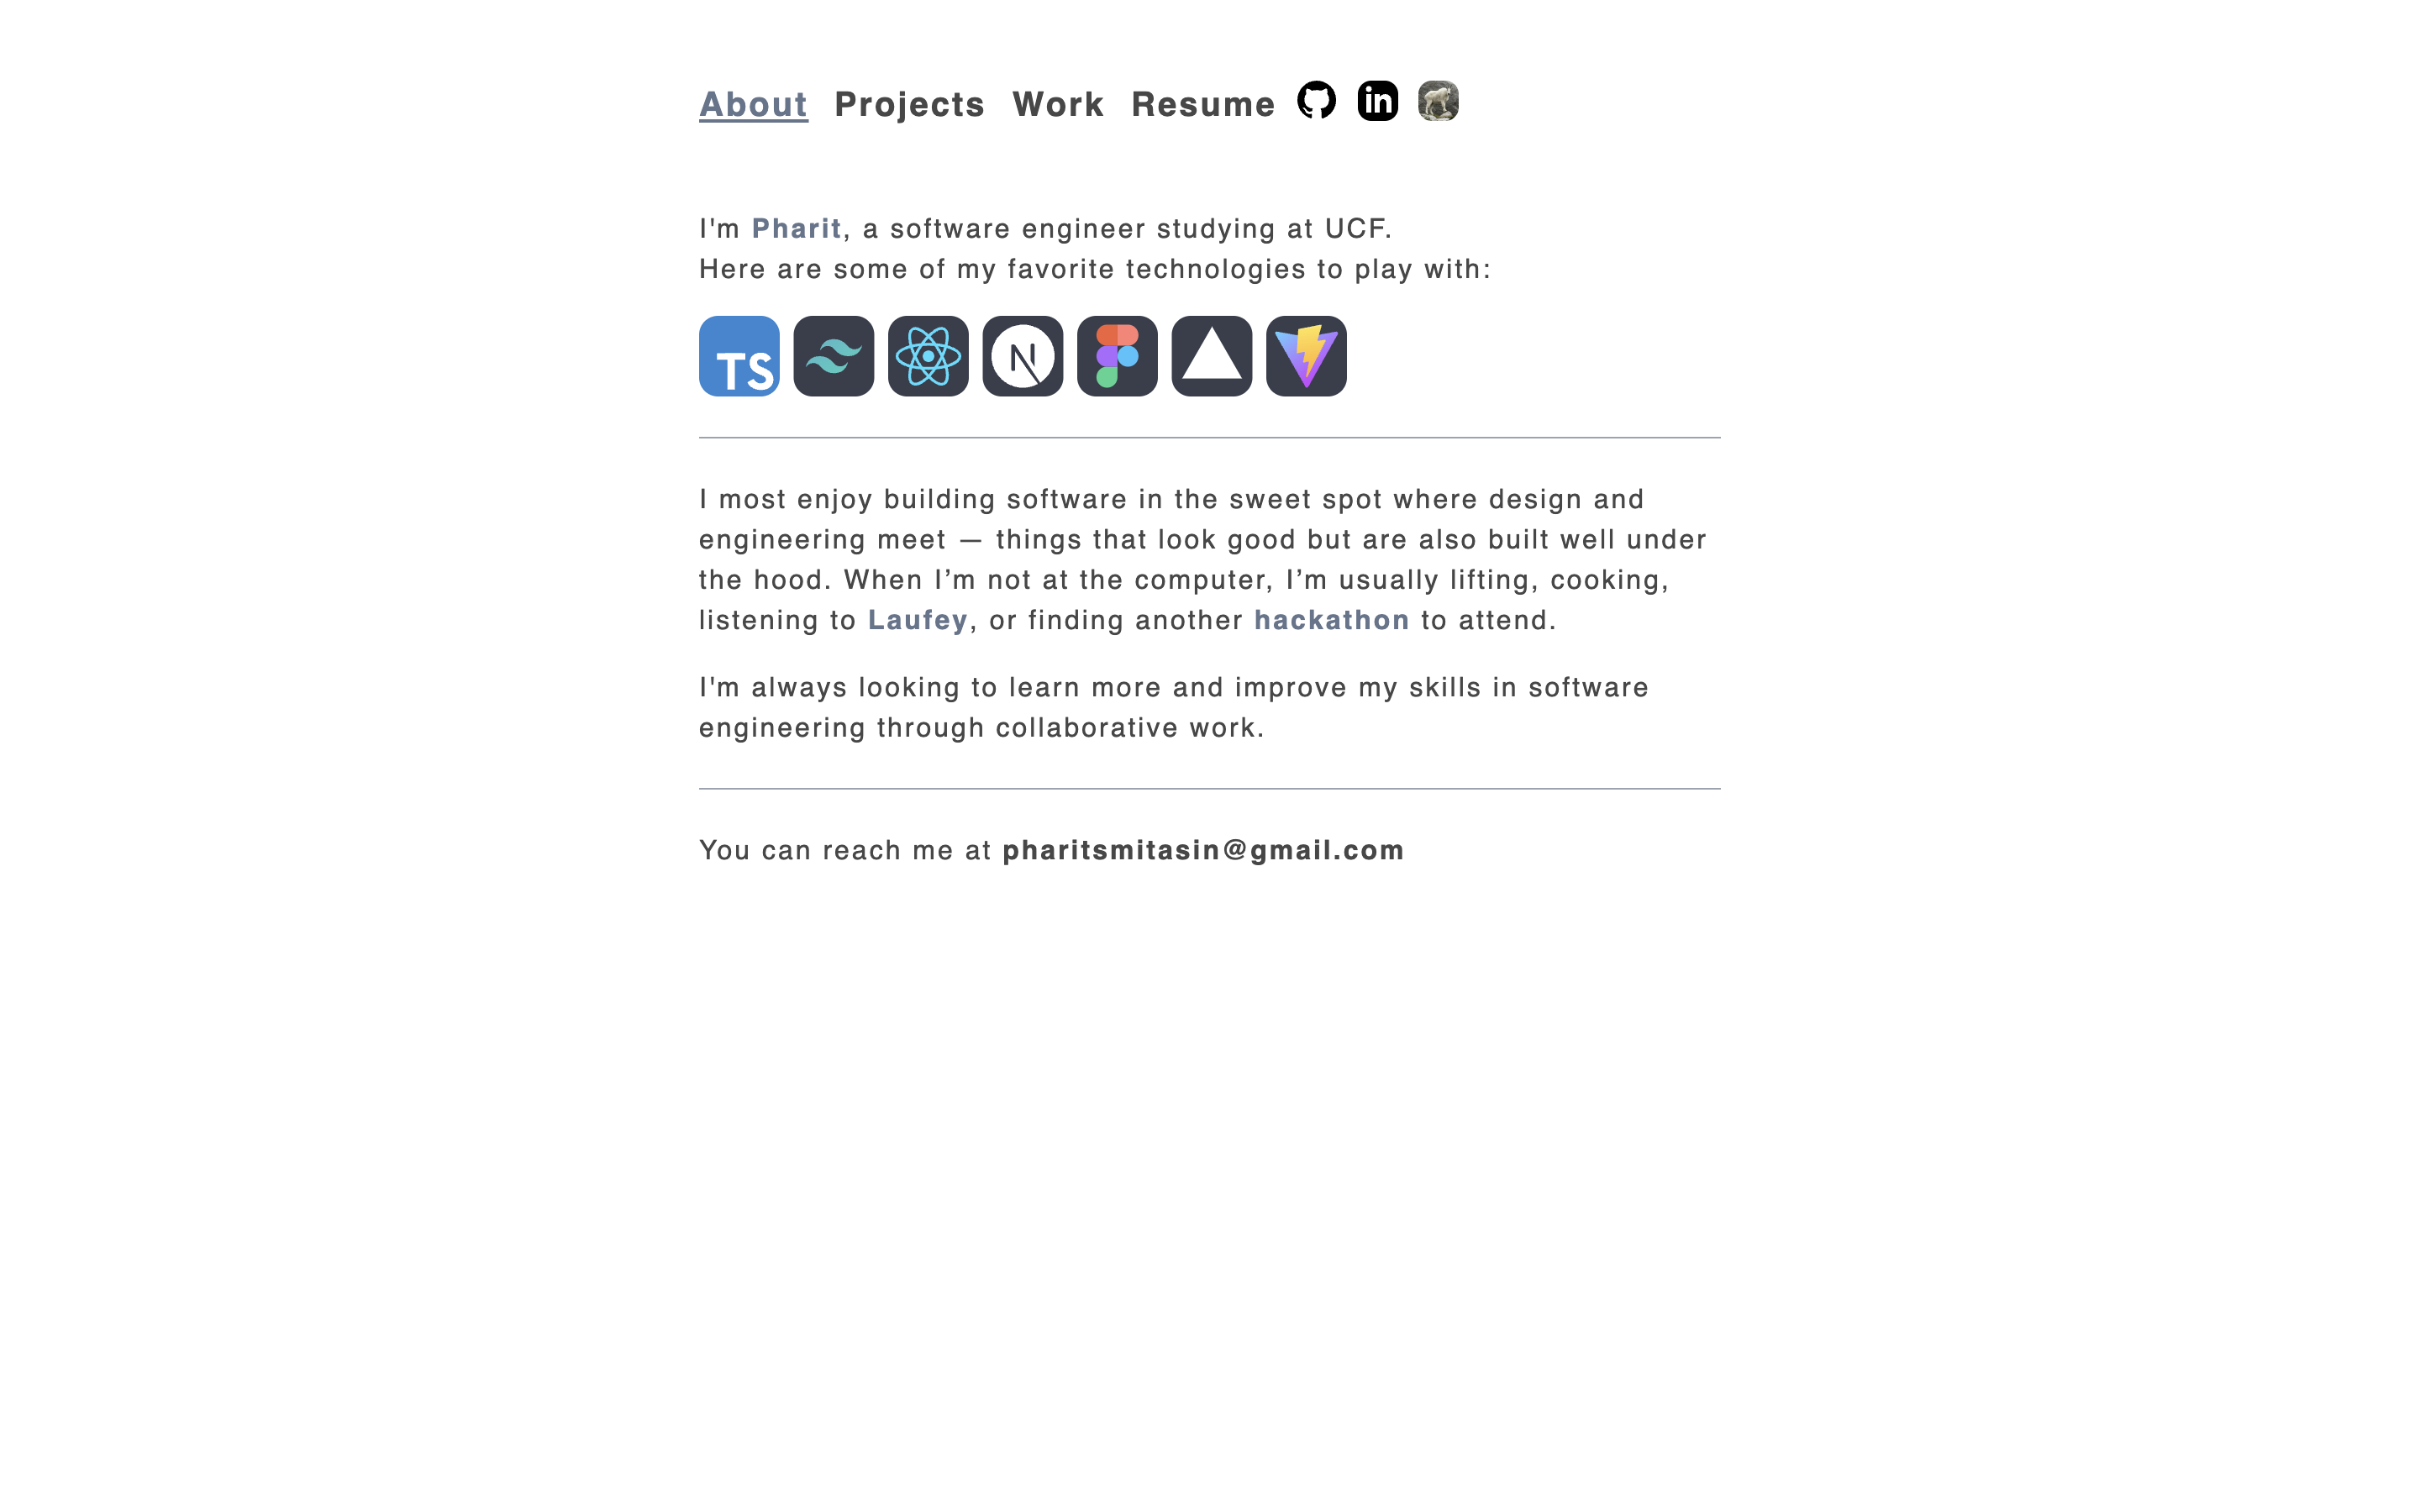 About Projects Work Resume in
I'm Pharit, a software engineer studying at UCF.
Here are some of my favorite technologies to play with:
TS N
I most enjoy building software in the sweet spot where design and
engineering meet — things that look good but are also built well under
the hood. When I’m not at the computer, I’m usually lifting, cooking,
listening to Laufey, or finding another hackathon to attend.
I'm always looking to learn more and improve my skills in software
engineering through collaborative work.
You can reach me at pharitsmitasin@gmail.com